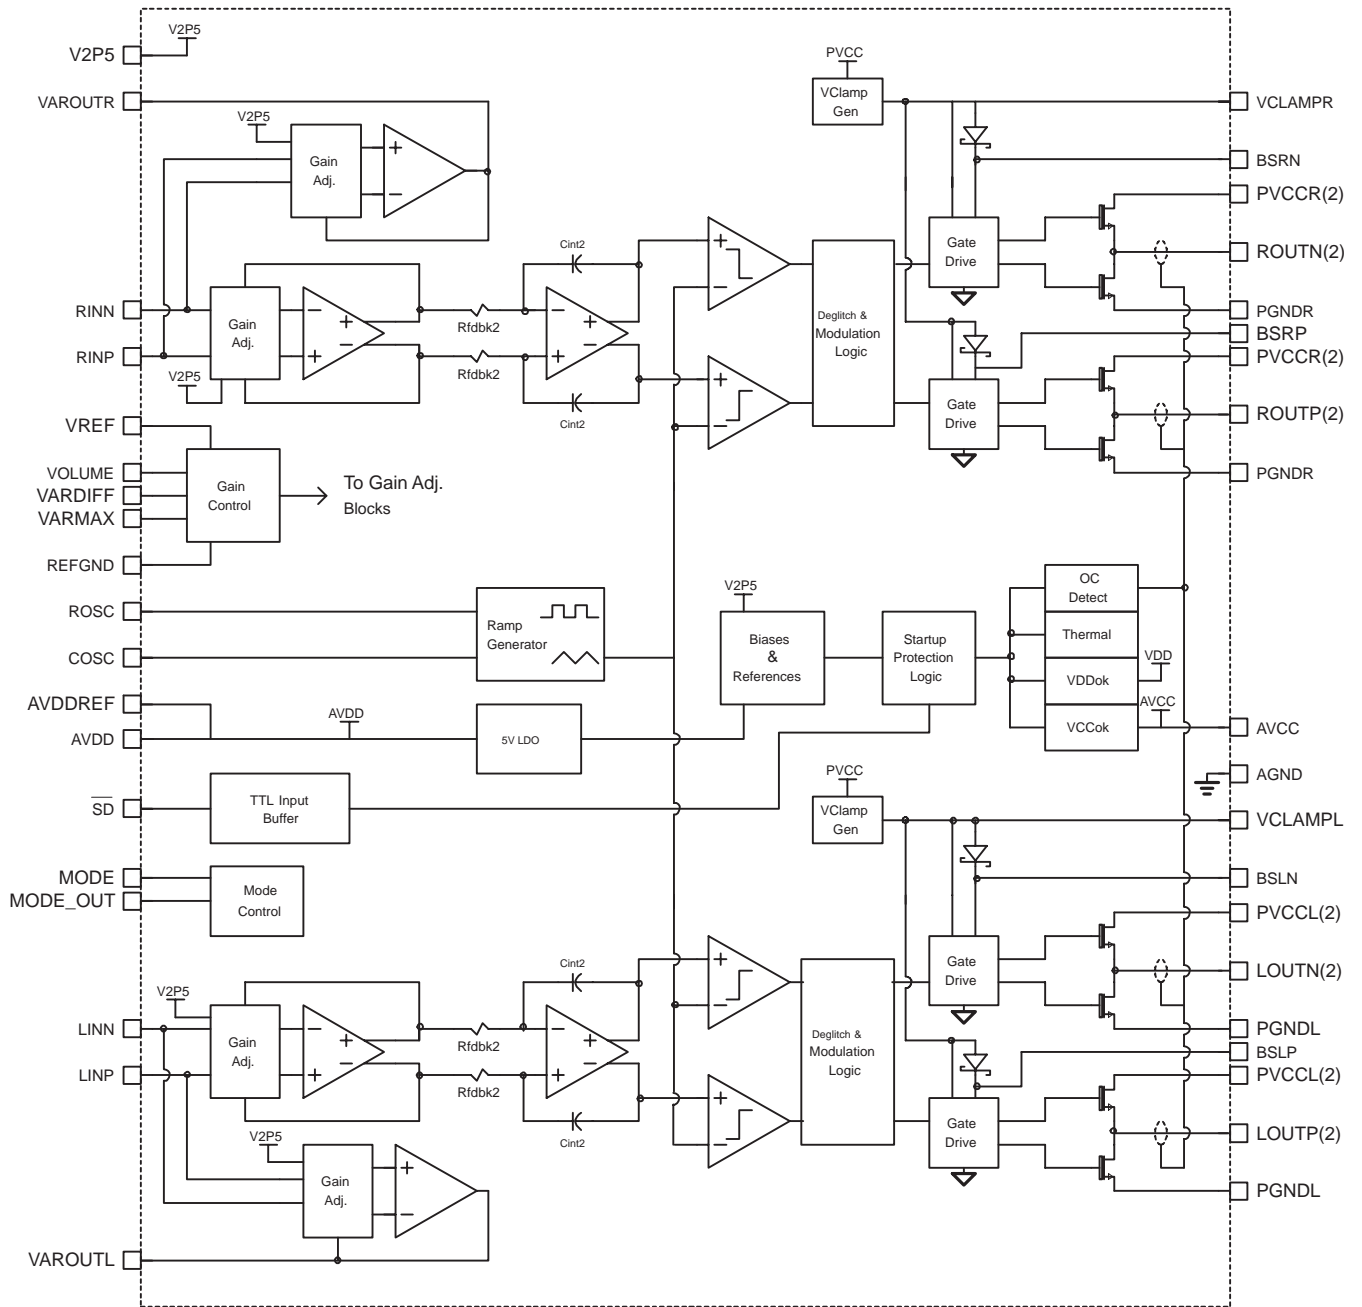 V2P5
V2P5
VAROUTR
V2P5
Gain
Adj.
+
−
PVCC
VClamp
Gen
VCLAMPR
BSRN
PVCCR(2)
ROUTN(2)
PGNDR
BSRP
PVCCR(2)
ROUTP(2)
PGNDR
RINN
RINP
Gain
Adj.
V2P5
−
+
+
−
Rfdbk2
Rfdbk2
Cint2
Cint2
−
+
+
−
+
−
+
−
Deglitch &
Modulation
Logic
Gate
Drive
Gate
Drive
VREF
VOLUME
VARDIFF
VARMAX
REFGND
Gain
Control
To Gain Adj.
Blocks
ROSC
COSC
Ramp
Generator
V2P5
Biases
&
References
Startup
Protection
Logic
OC
Detect
Thermal
VDDok
VCCok
VDD
AVCC
AVCC
AGND
AVDDREF
AVDD
AVDD
5V LDO
SD
TTL Input
Buffer
MODE
MODE_OUT
Mode
Control
PVCC
VClamp
Gen
VCLAMPL
BSLN
PVCCL(2)
LOUTN(2)
PGNDL
BSLP
PVCCL(2)
LOUTP(2)
PGNDL
LINN
LINP
V2P5
Gain
Adj.
−
+
+
−
Rfdbk2
Rfdbk2
Cint2
Cint2
−
+
+
−
+
−
+
−
Deglitch &
Modulation
Logic
Gate
Drive
Gate
Drive
V2P5
Gain
Adj.
+
−
VAROUTL